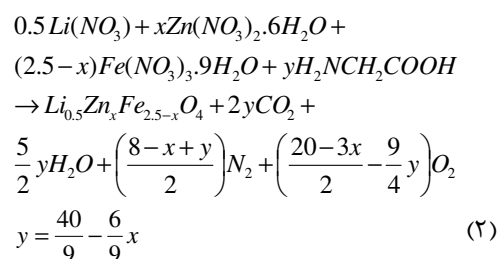 0.5Li(NO₃)+xZn(NO₃)₂.6H₂O+
(2.5−x)Fe(NO₃)₃.9H₂O+yH₂NCH₂COOH
→Li₀.₅ZnₓFe₂.₅₋ₓO₄+2yCO₂+
5/2 yH₂O+((8−x+y)/2)N₂+((20−3x)/2−9/4 y)O₂
y=40/9−6/9 x (۲)